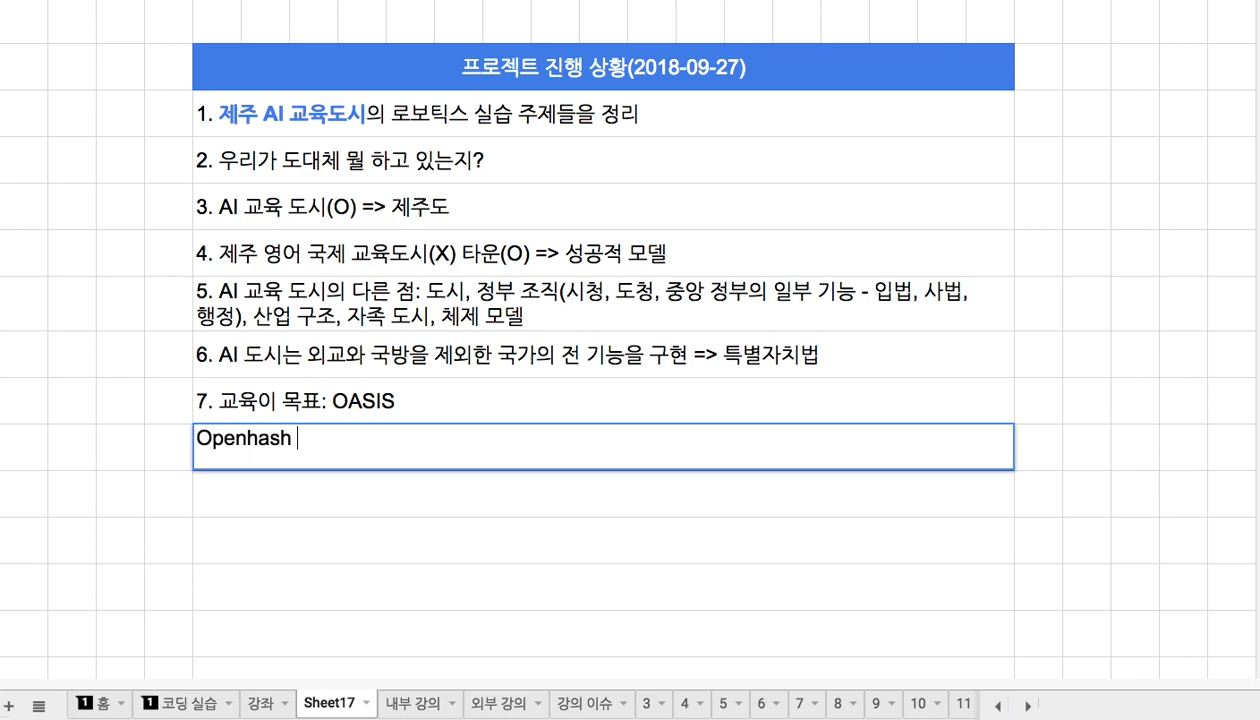 프로젝트 진행 상황(2018-09-27)
1. 제주 AI 교육도시의 로보틱스 실습 주제들을 정리
2. 우리가 도대체 뭘 하고 있는지?
3. AI 교육 도시(O) => 제주도
4. 제주 영어 국제 교육도시(X) 타운(O) => 성공적 모델
5. AI 교육 도시의 다른 점: 도시, 정부 조직(시청, 도청, 중앙 정부의 일부 기능 - 입법, 사법,
행정), 산업 구조, 자족 도시, 체제 모델
6. AI 도시는 외교와 국방을 제외한 국가의 전 기능을 구현 => 특별자치법
7. 교육이 목표: OASIS
Openhash
+ 1 홈 1 코딩 실습 강좌 Sheet17 내부 강의 외부 강의 강의 이슈 3 4 5 6 7 8 9 10 11